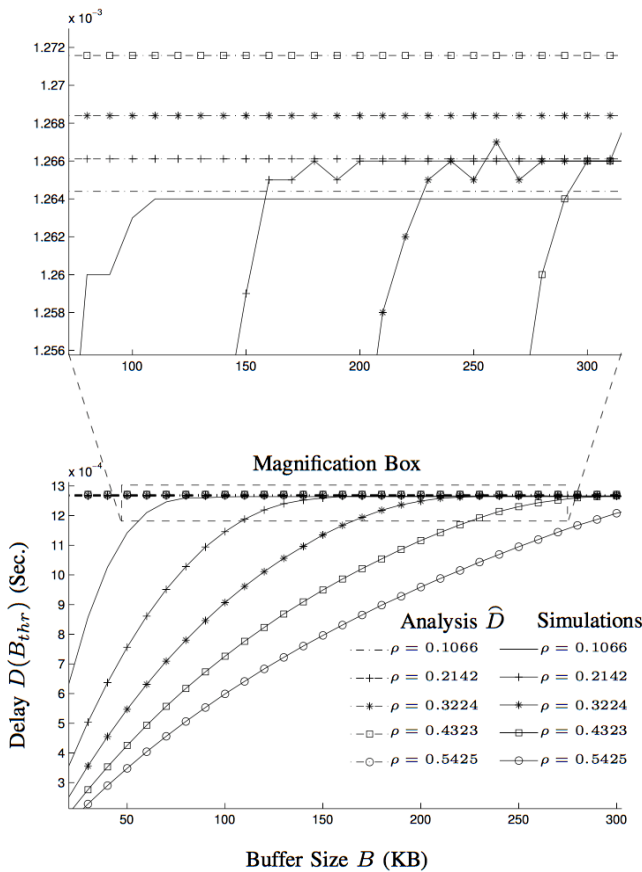 x 10⁻³
1.272
1.27
1.268
1.266
1.264
1.26
1.26
1.258
1.256
100
150
200
250
300
Magnification Box
x 10⁻⁴
13
12
11
10
9
8
7
6
5
4
3
Delay D(B_thr) (Sec.)
Analysis D̂ Simulations
ρ = 0.1066 ρ = 0.1066
ρ = 0.2142 ρ = 0.2142
ρ = 0.3224 ρ = 0.3224
ρ = 0.4323 ρ = 0.4323
ρ = 0.5425 ρ = 0.5425
50 100 150 200 250 300
Buffer Size B (KB)